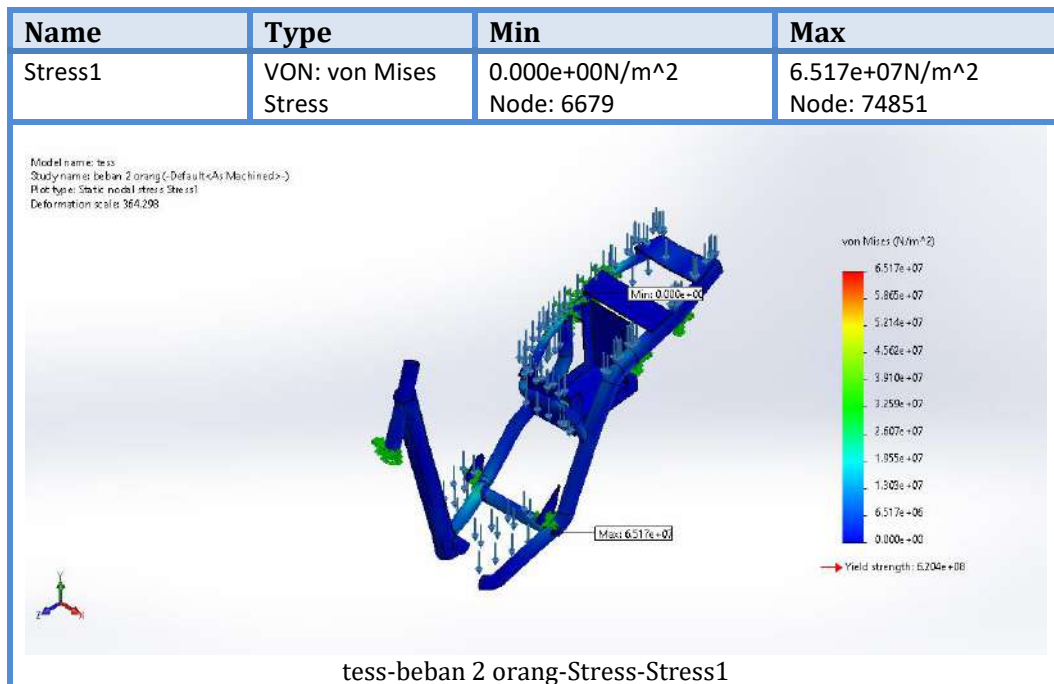 Name Type Min Max
Stress1 VON: von Mises 0.000e+00N/m^2 6.517e+07N/m^2
Stress Node: 6679 Node: 74851
Model name: tess
Study name: beban 2 orang(-Default<As Machined>-)
Plot type: Static nodal stress Stress1
Deformation scale: 364.298
von Mises (N/m^2)
6.517e+07
5.865e+07
5.214e+07
4.562e+07
3.910e+07
3.259e+07
2.607e+07
1.955e+07
1.303e+07
6.517e+06
0.000e+00
Yield strength: 6.204e+08
Min: 0.000e+00
Max: 6.517e+07
Y
Z
X
tess-beban 2 orang-Stress-Stress1